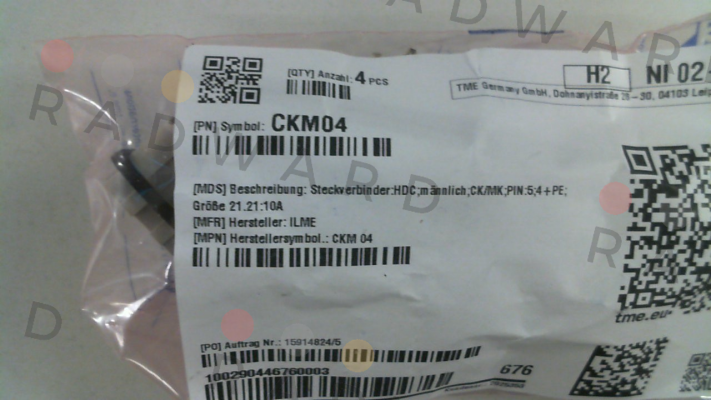 RADWAR
[QTY] Anzahl: 4 PCS
H2 NI 02
TME Germany GmbH, Dohnanyistraße 28-30, 04103 Leip
[PN] Symbol: CKM04
RADWAR
[MDS] Beschreibung: Steckverbinder:HDC;männlich;CK/MK;PIN:5;4+PE;
Größe 21.21;10A
[MFR] Hersteller: ILME
[MPN] Herstellersymbol.: CKM 04
tme.eu
[PO] Auftrag Nr.: 15914824/5
100290446760003
676